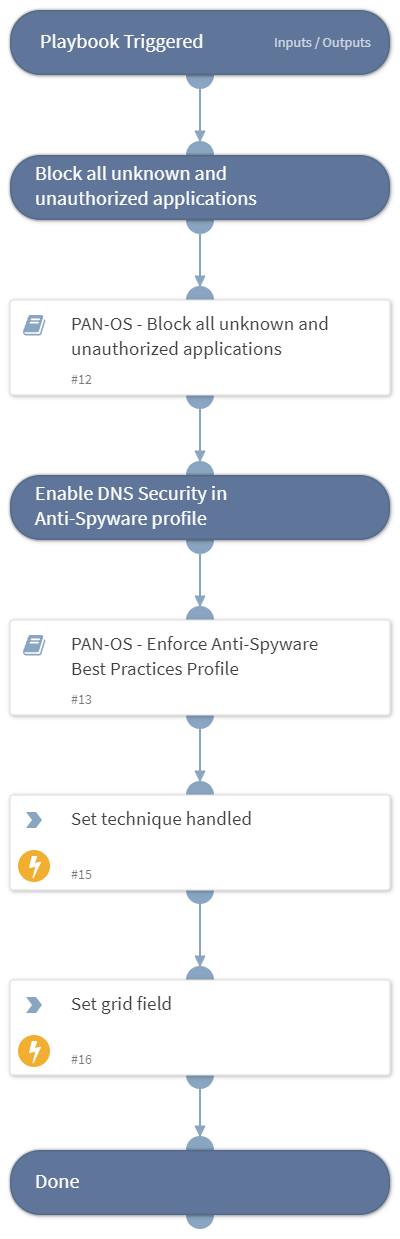 Playbook Triggered
Inputs / Outputs
Block all unknown and
unauthorized applications
PAN-OS - Block all unknown and
unauthorized applications
#12
Enable DNS Security in
Anti-Spyware profile
PAN-OS - Enforce Anti-Spyware
Best Practices Profile
#13
Set technique handled
#15
Set grid field
#16
Done